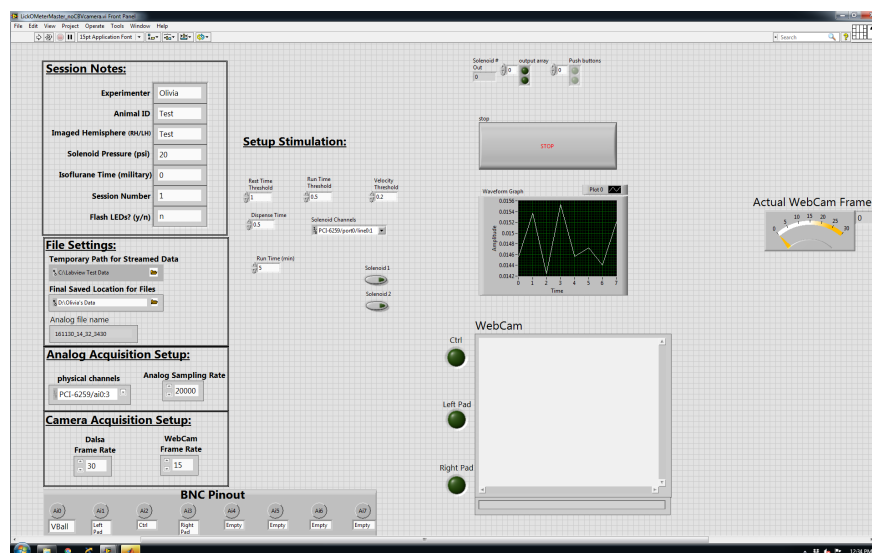 LickOMeterMaster_noCBVcamera.vi Front Panel
File Edit View Project Operate Tools Window Help
15pt Application Font
Search
Session Notes:
Experimenter Olivia
Animal ID Test
Imaged Hemisphere (RH/LH) Test
Solenoid Pressure (psi) 20
Isoflurane Time (military) 0
Session Number 1
Flash LEDs? (y/n) n
File Settings:
Temporary Path for Streamed Data
C:\Labview Test Data
Final Saved Location for Files
D:\Olivia's Data
Analog file name
161130_14_32_3430
Analog Acquisition Setup:
physical channels Analog Sampling Rate
PCI-6259/ai0:3 20000
Camera Acquisition Setup:
Dalsa WebCam
Frame Rate Frame Rate
30 15
BNC Pinout
Ai0 Ai1 Ai2 Ai3 Ai4 Ai5 Ai6 Ai7
VBall Left Pad Ctrl Right Pad Empty Empty Empty Empty
Setup Stimulation:
Rest Time Threshold Run Time Threshold Velocity Threshold
1 0.5 0.2
Dispense Time Solenoid Channels
0.5 PCI-6259/port0/line0:1
Run Time (min)
5
Solenoid 1
Solenoid 2
Solenoid # Out output array Push buttons
0 0 0
stop
STOP
Waveform Graph Plot 0
Amplitude
0.0156
0.0154
0.0152
0.015
0.0148
0.0146
0.0144
0.0142
0 1 2 3 4 5 6 7
Time
Actual WebCam Frame
0 5 10 15 20 25 30
0
WebCam
Ctrl
Left Pad
Right Pad
12:34 PM